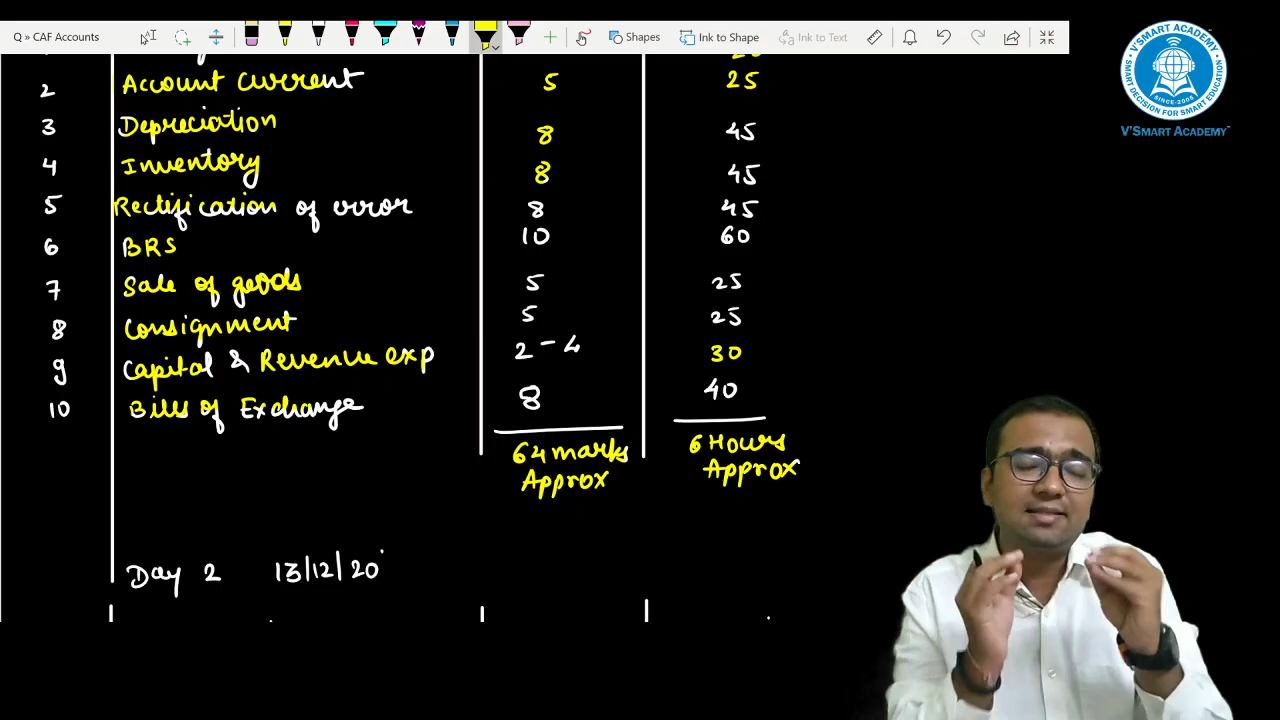 Q » CAF Accounts
Shapes
Ink to Shape
Ink to Text
V'SMART ACADEMY
SMART DECISION FOR SMART EDUCATION
SINCE-2006
V'SMART ACADEMY
2 Account Current 5 25
3 Depreciation 8 45
4 Inventory 8 45
5 Rectification of error 8 45
6 BRS 10 60
7 Sale of goods 5 25
8 Consignment 5 25
9 Capital & Revenue exp 2 - 4 30
10 Bills of Exchange 8 40
64 marks 6 Hours
Approx Approx
Day 2 13/12/20